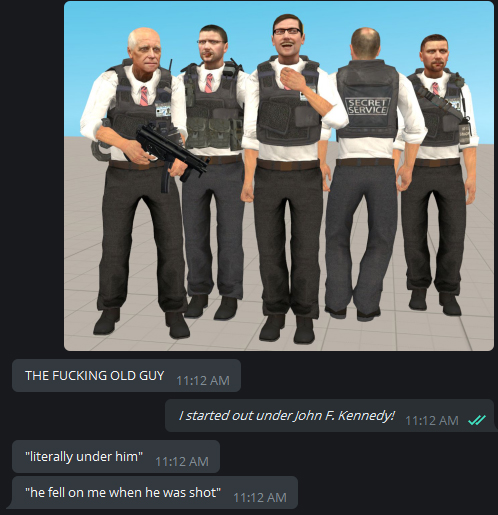 SECRET
SERVICE
THE FUCKING OLD GUY 11:12 AM
I started out under John F. Kennedy! 11:12 AM
"literally under him" 11:12 AM
"he fell on me when he was shot" 11:12 AM